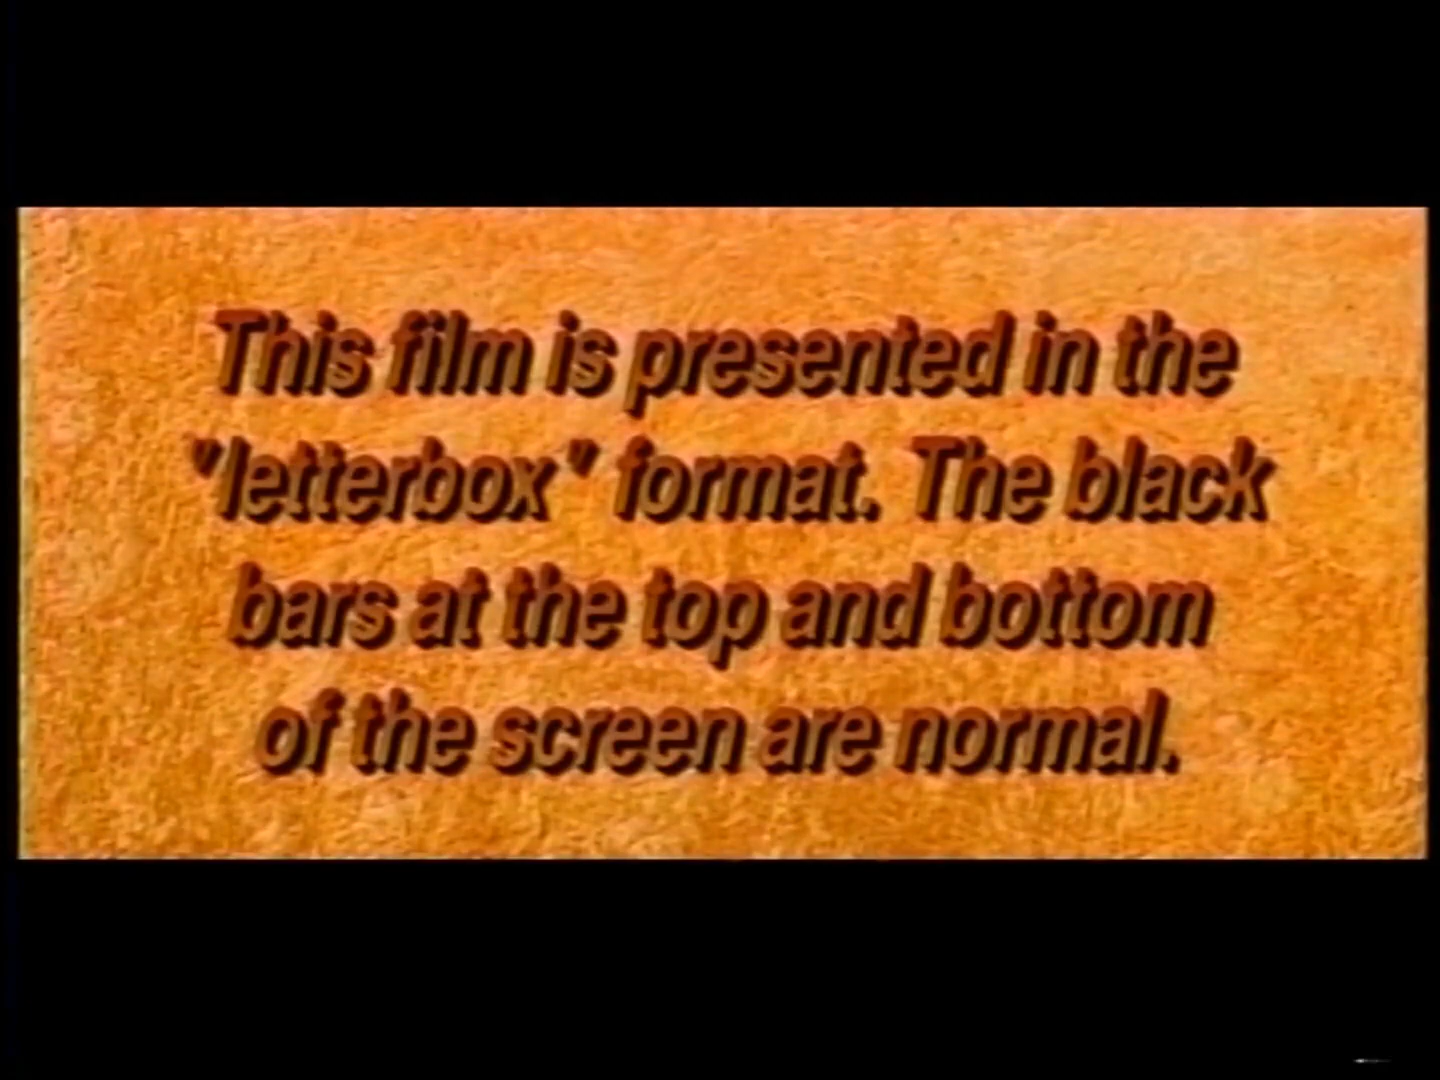 This film is presented in the
"letterbox" format. The black
bars at the top and bottom
of the screen are normal.